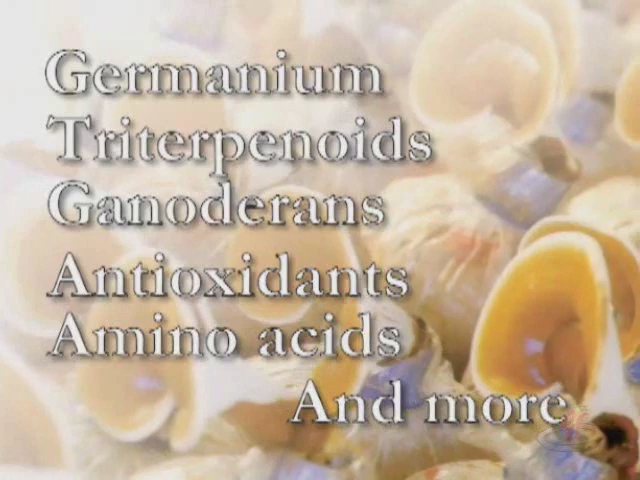 Germanium
Triterpenoids
Ganoderans
Antioxidants
Amino acids
And more